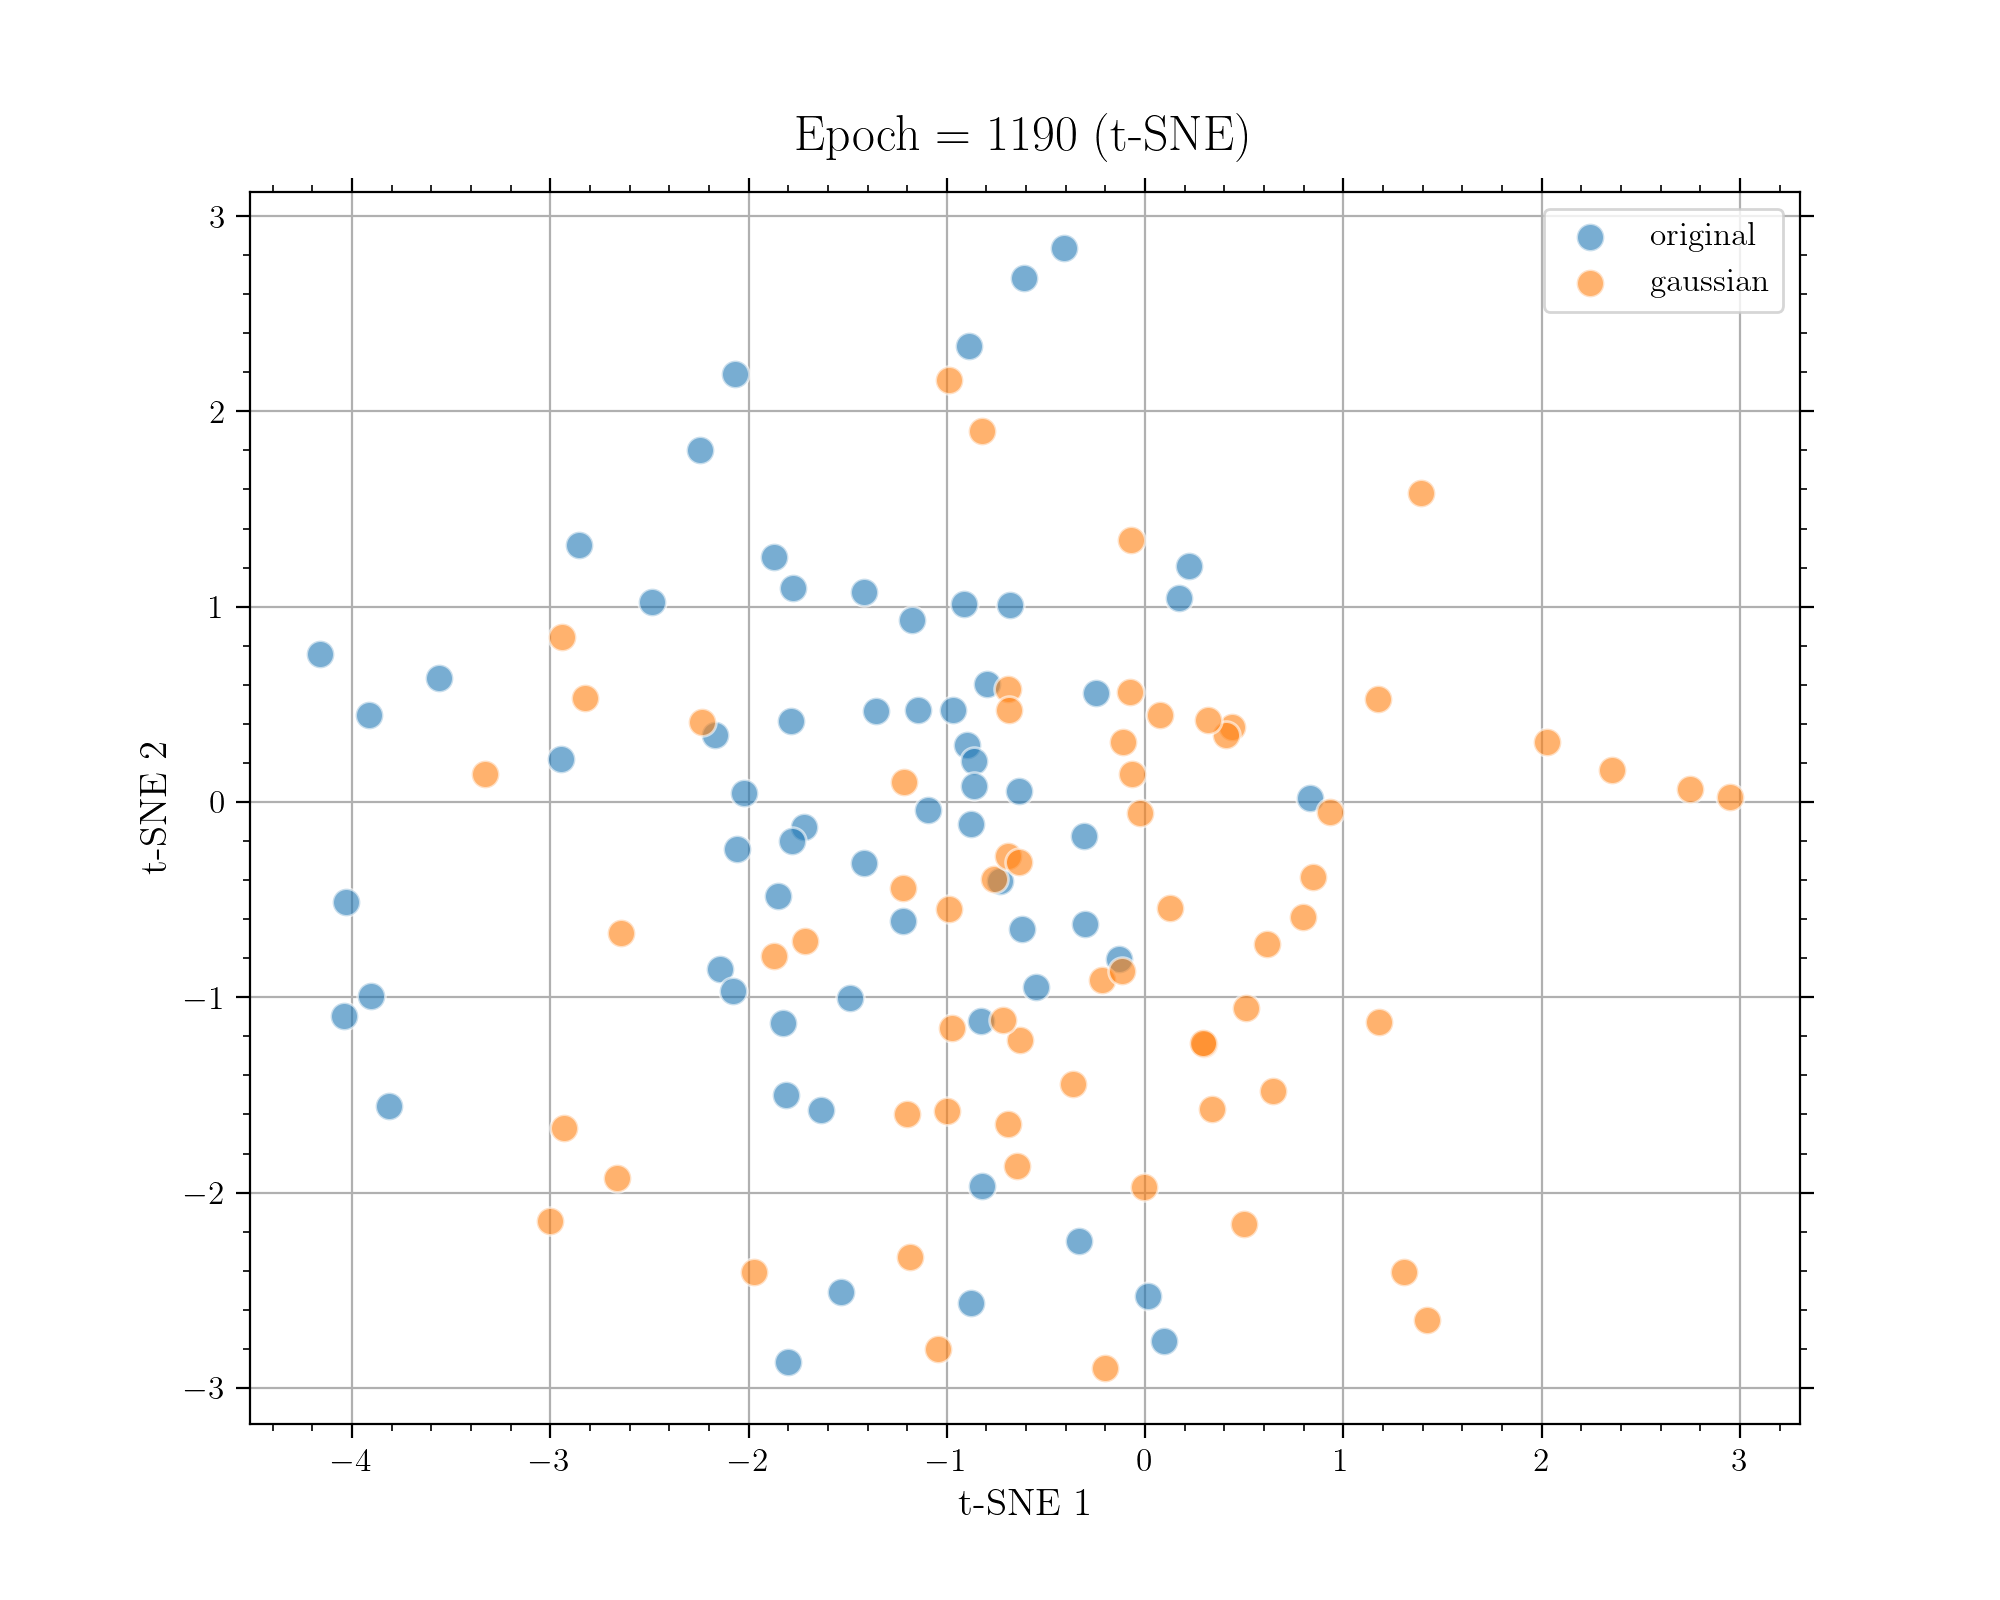 Epoch = 1190 (t-SNE)
original
gaussian
3
2
1
0
−1
−2
−3
t-SNE 2
−4 −3 −2 −1 0 1 2 3
t-SNE 1